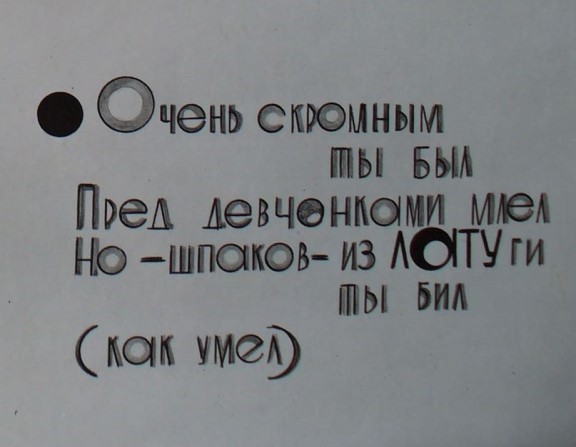 Очень скромным
ты был
Пред девчонками млел
Но - шпаков - из ЛАТУги
ты бил
(как умел)